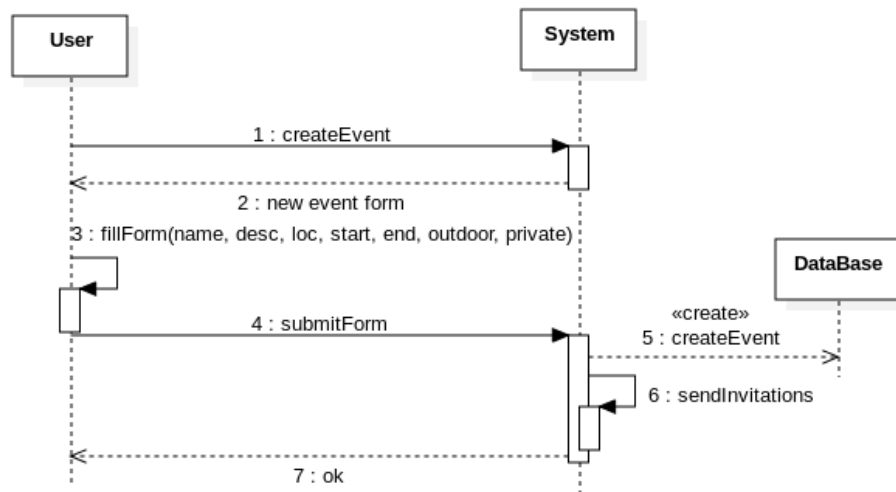 User
System
1 : createEvent
2 : new event form
3 : fillForm(name, desc, loc, start, end, outdoor, private)
DataBase
4 : submitForm
«create»
5 : createEvent
6 : sendInvitations
7 : ok